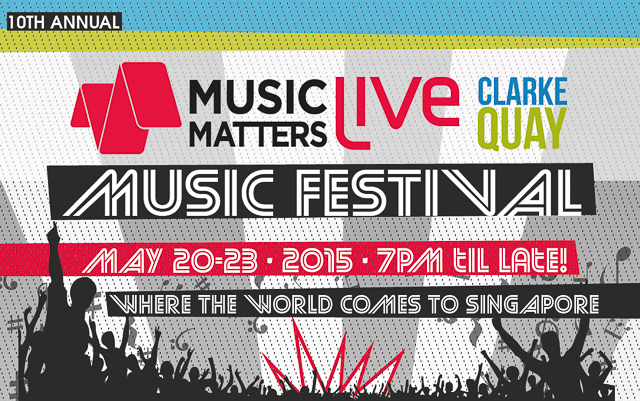 10TH ANNUAL
MUSIC
MATTERS
LIVE
CLARKE
QUAY
MUSIC FESTIVAL
MAY 20-23 · 2015 · 7PM til LAtE!
WHERE THE WORLD COMES TO SINGAPORE